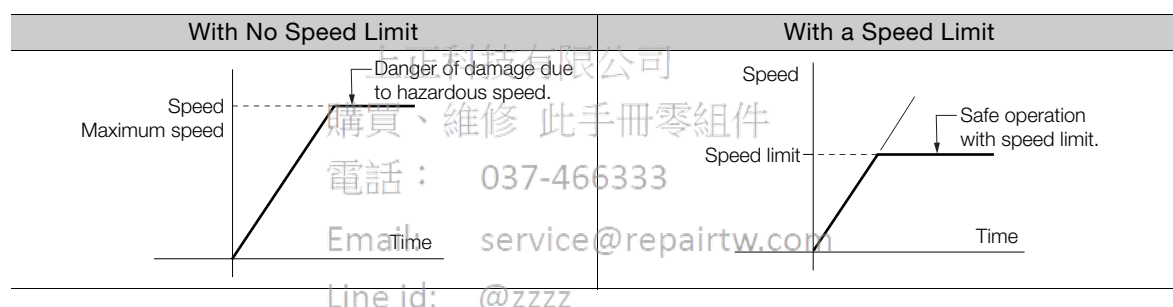 With No Speed Limit
With a Speed Limit
上正科技有限公司
Danger of damage due
to hazardous speed.
Speed
Maximum speed
Time
Speed
Speed limit
Safe operation
with speed limit.
Time
購買、維修 此手冊零組件
電話： 037-466333
Email: service@repairtw.com
Line id: @zzzz